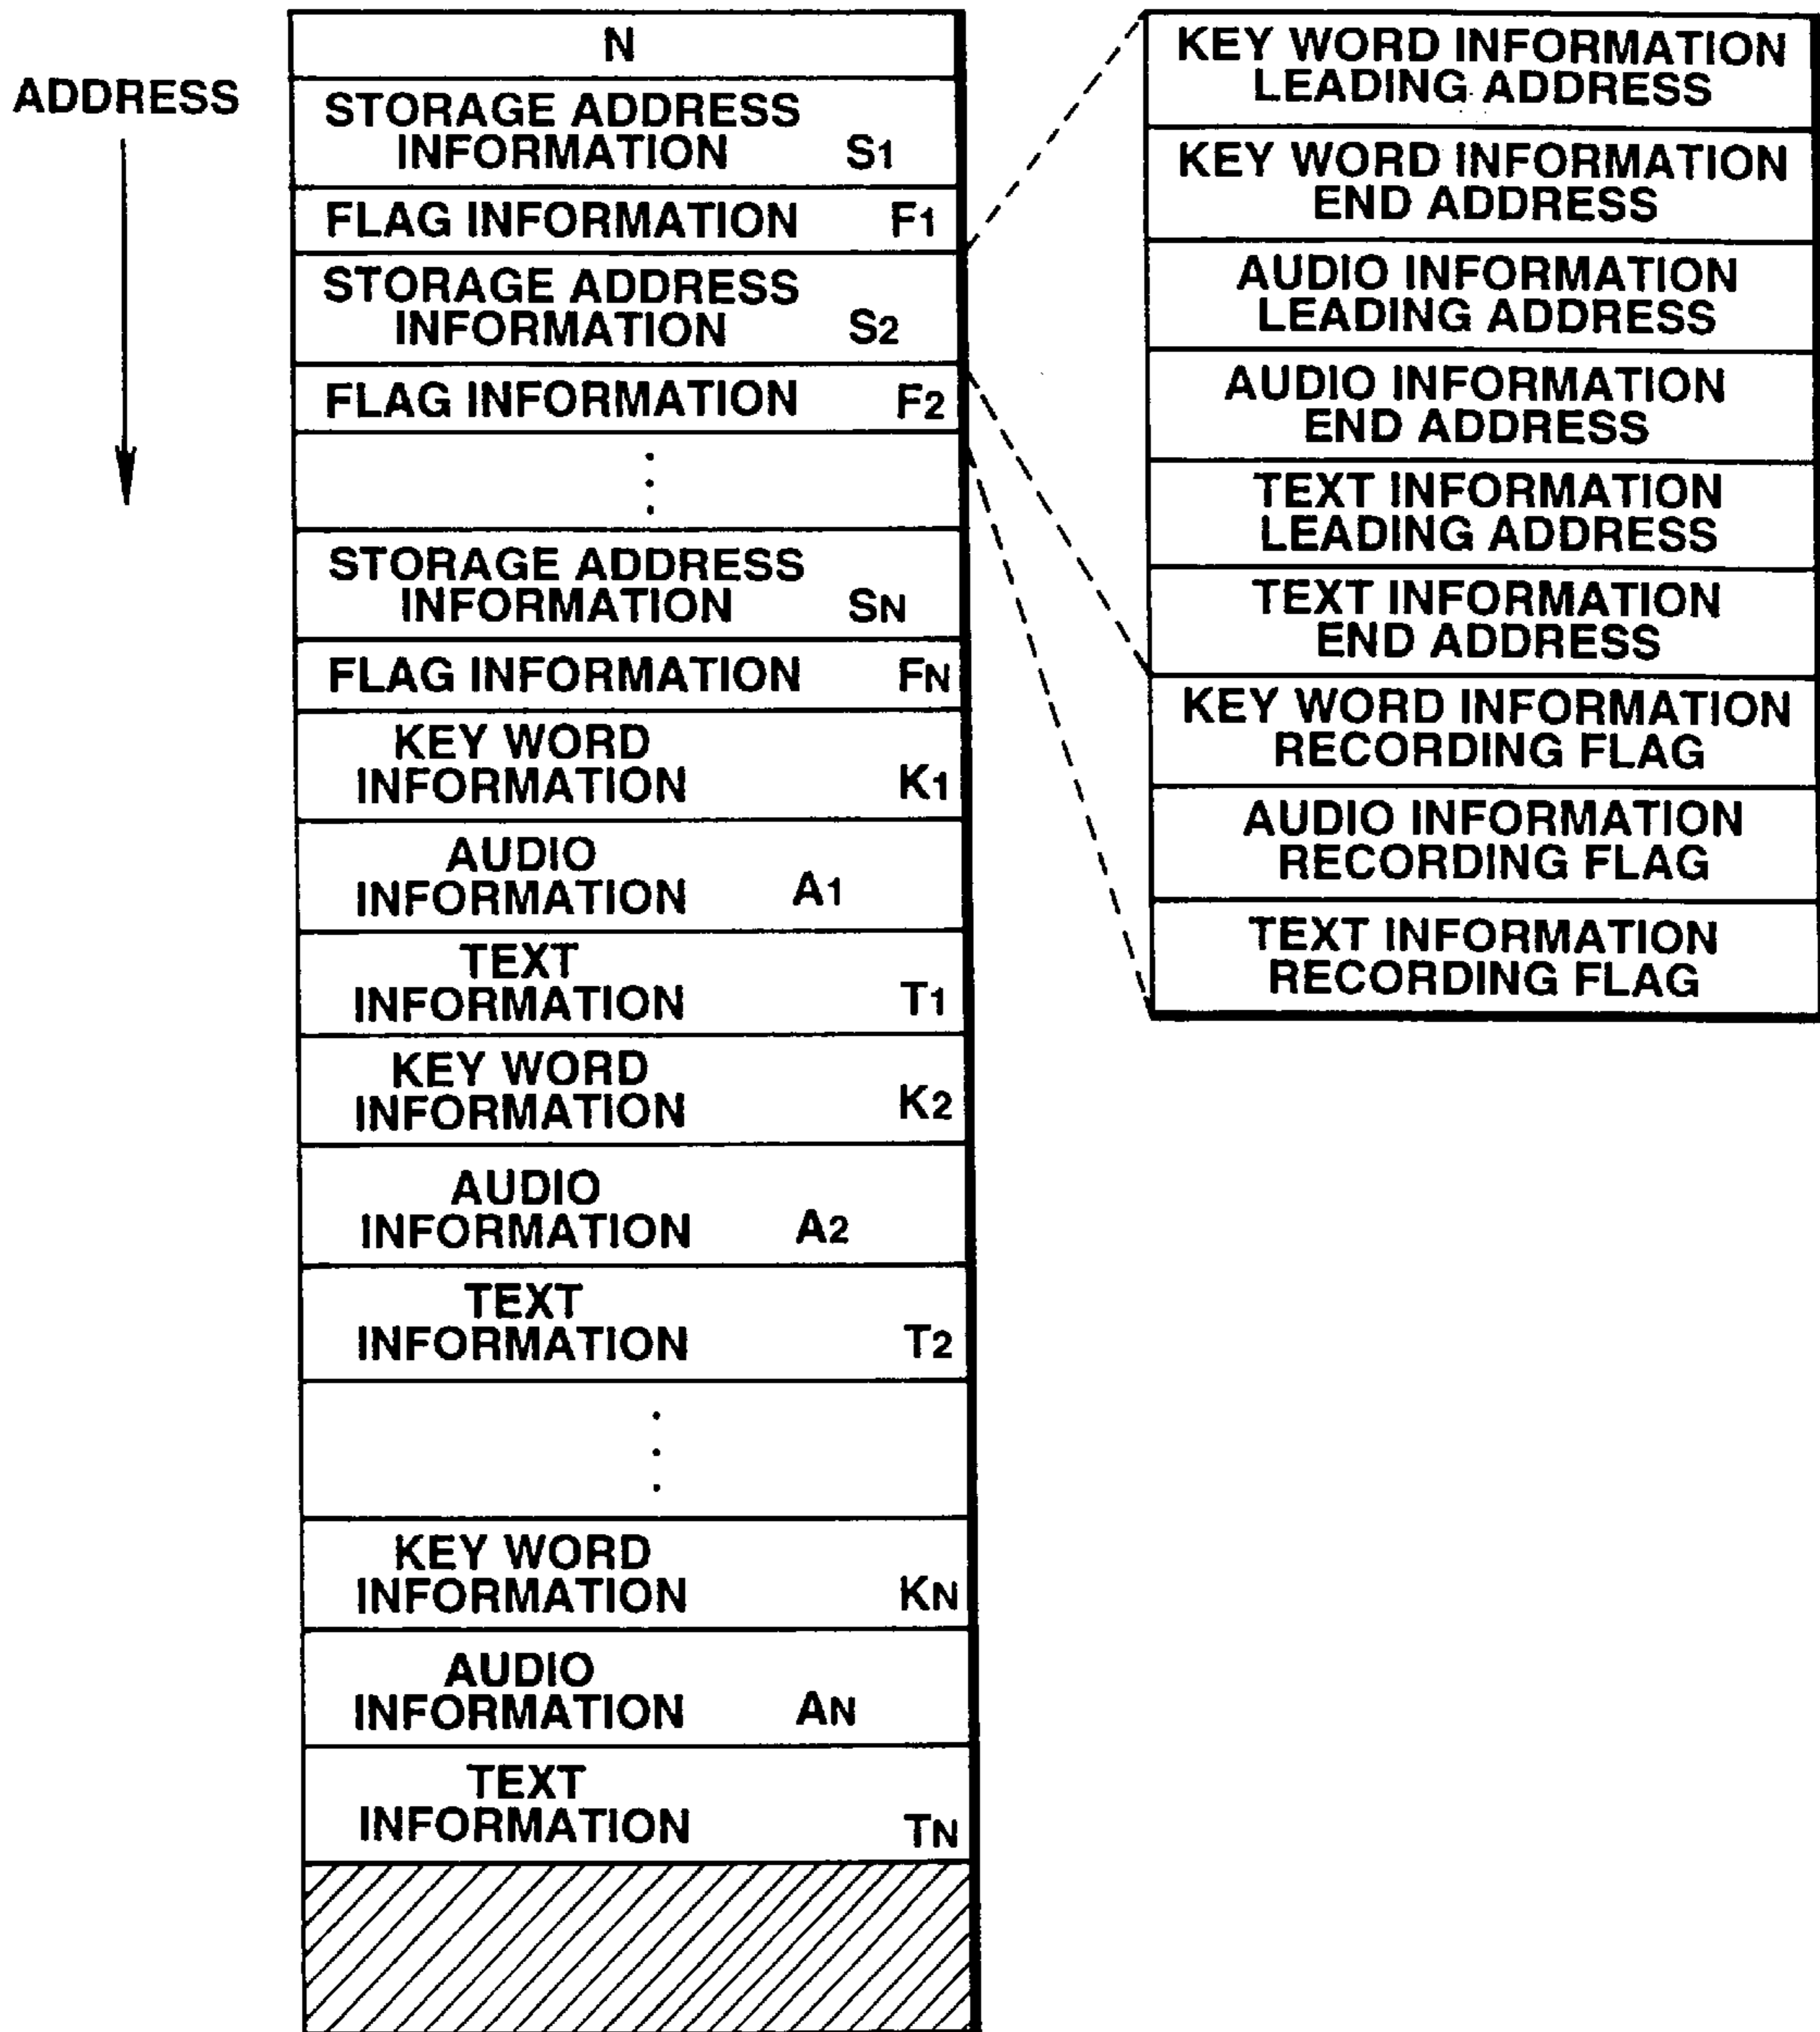 ADDRESS
N
STORAGE ADDRESS
INFORMATION S1
FLAG INFORMATION F1
STORAGE ADDRESS
INFORMATION S2
FLAG INFORMATION F2
STORAGE ADDRESS
INFORMATION SN
FLAG INFORMATION FN
KEY WORD
INFORMATION K1
AUDIO
INFORMATION A1
TEXT
INFORMATION T1
KEY WORD
INFORMATION K2
AUDIO
INFORMATION A2
TEXT
INFORMATION T2
KEY WORD
INFORMATION KN
AUDIO
INFORMATION AN
TEXT
INFORMATION TN
KEY WORD INFORMATION
LEADING ADDRESS
KEY WORD INFORMATION
END ADDRESS
AUDIO INFORMATION
LEADING ADDRESS
AUDIO INFORMATION
END ADDRESS
TEXT INFORMATION
LEADING ADDRESS
TEXT INFORMATION
END ADDRESS
KEY WORD INFORMATION
RECORDING FLAG
AUDIO INFORMATION
RECORDING FLAG
TEXT INFORMATION
RECORDING FLAG